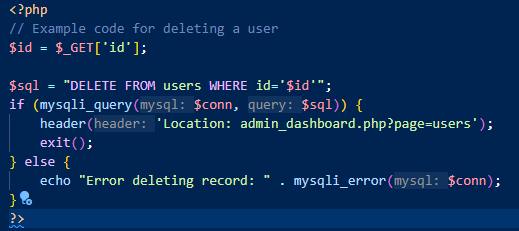 <?php
// Example code for deleting a user
$id = $_GET['id'];
$sql = "DELETE FROM users WHERE id='$id'";
if (mysqli_query(mysql: $conn, query: $sql)) {
header(header: 'Location: admin_dashboard.php?page=users');
exit();
} else {
echo "Error deleting record: " . mysqli_error(mysql: $conn);
}
?>